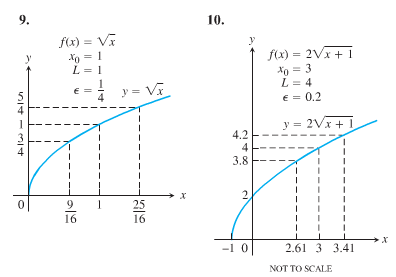 9.
f(x) = √x
x₀ = 1
L = 1
ϵ = 1/4
y = √x
y
5/4
1
3/4
0
9/16
1
25/16
x
10.
y
f(x) = 2√x + 1
x₀ = 3
L = 4
ϵ = 0.2
y = 2√x + 1
4.2
4
3.8
2
-1
0
2.61
3
3.41
x
NOT TO SCALE